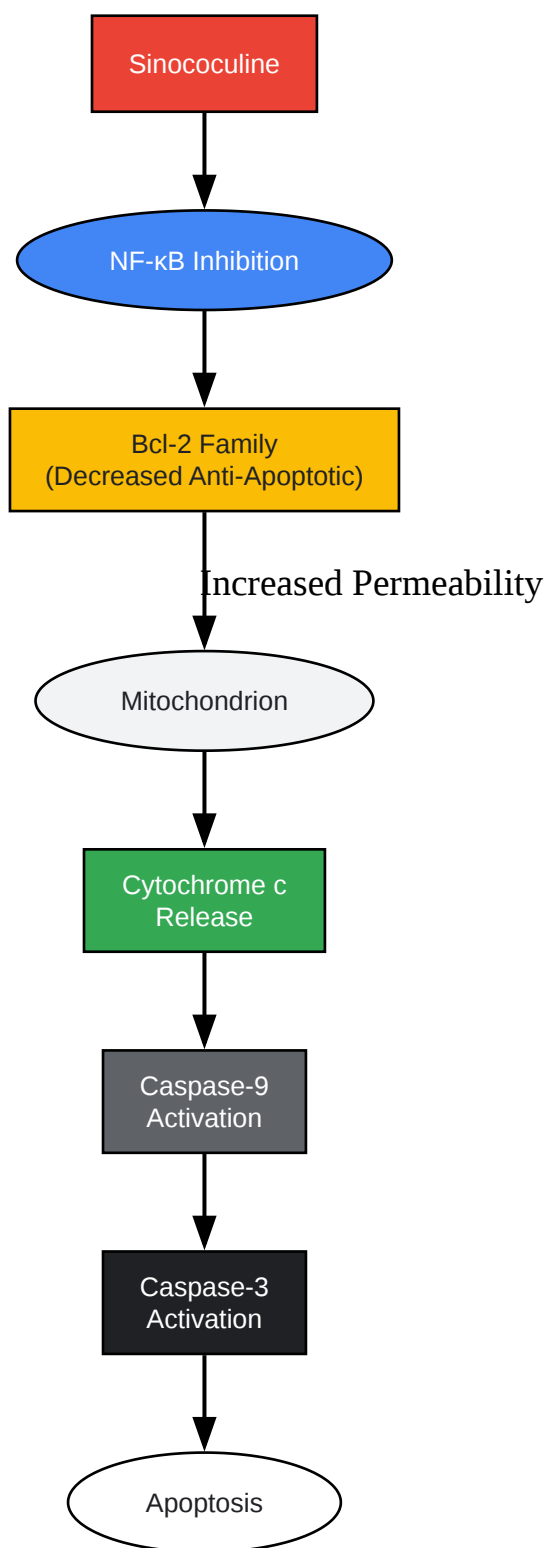 Sinococuline
NF-κB Inhibition
Bcl-2 Family
(Decreased Anti-Apoptotic)
Increased Permeability
Mitochondrion
Cytochrome c
Release
Caspase-9
Activation
Caspase-3
Activation
Apoptosis